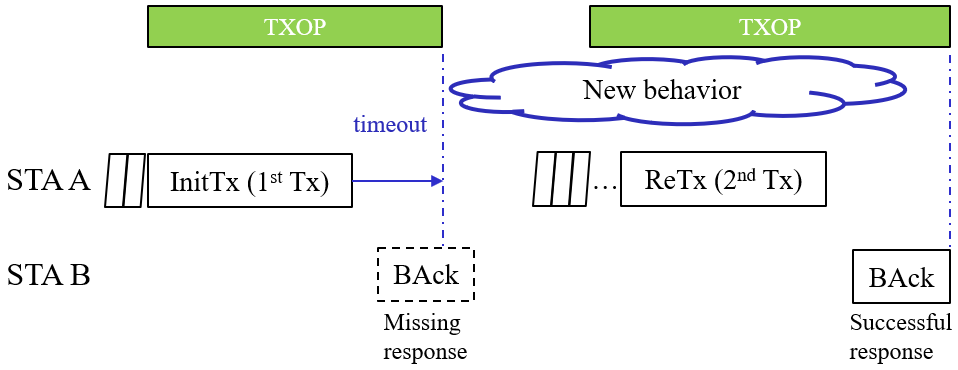 TXOP
TXOP
New behavior
timeout
STA A
InitTx (1st Tx)
...
ReTx (2nd Tx)
STA B
BAck
BAck
Missing
response
Successful
response